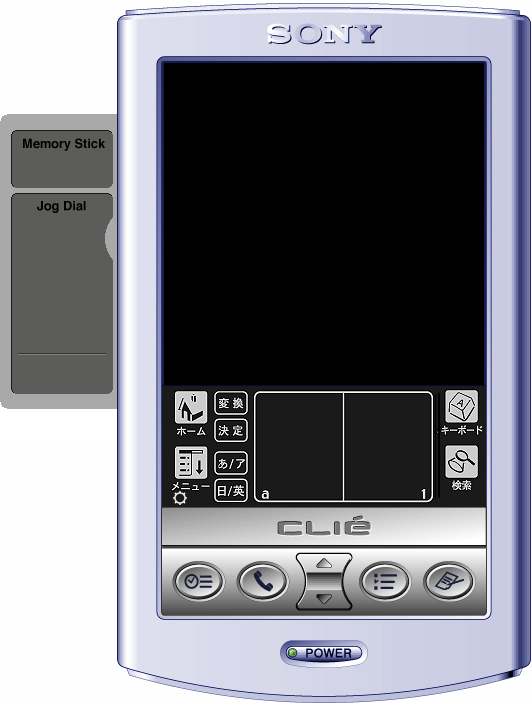 SONY
Memory Stick
Jog Dial
変換
ホーム
決定
キーボード
あ/ア
メニュー
日/英
a
1
検索
CLIÉ
POWER